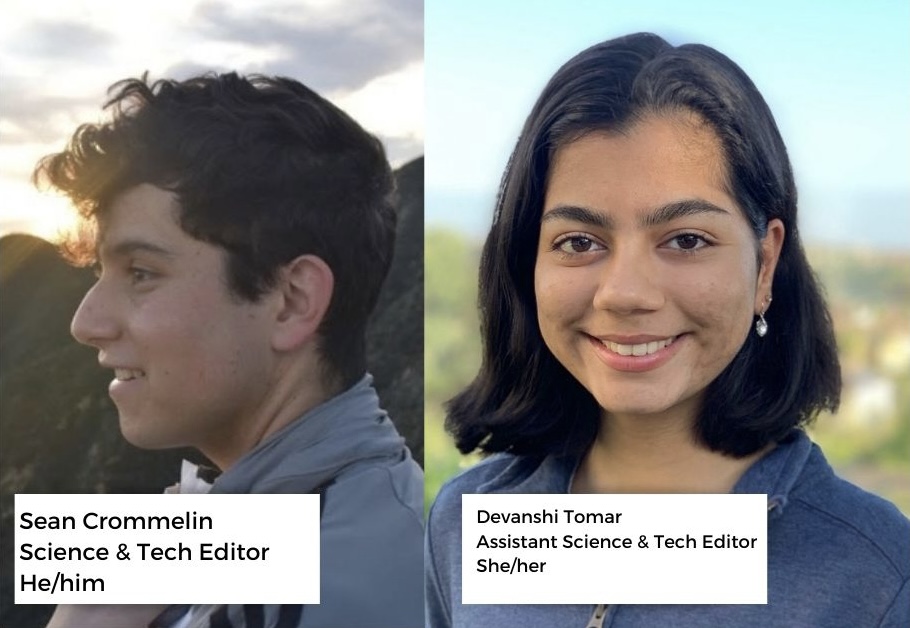 Sean Crommelin
Science & Tech Editor
He/him
Devanshi Tomar
Assistant Science & Tech Editor
She/her